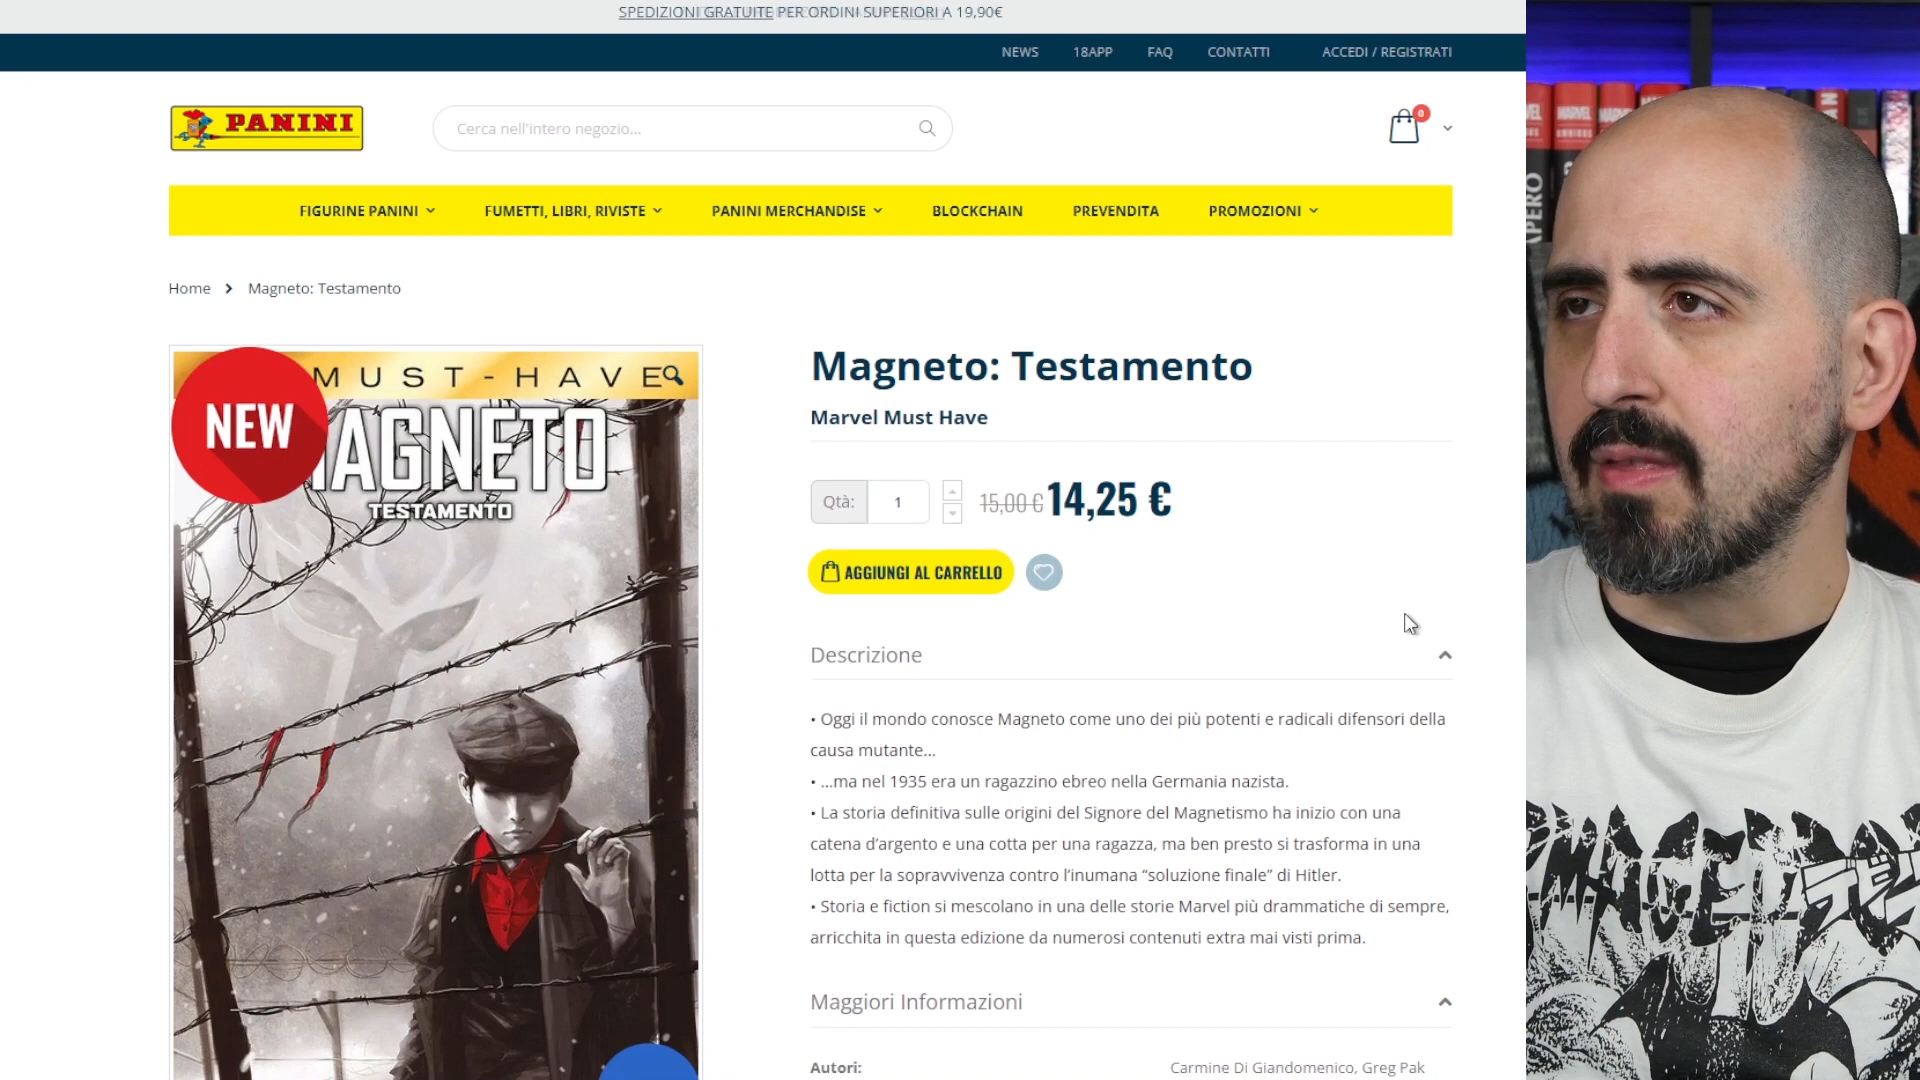 SPEDIZIONI GRATUITE PER ORDINI SUPERIORI A 19,90€
NEWS 18APP FAQ CONTATTI ACCEDI / REGISTRATI
PANINI
Cerca nell'intero negozio...
0
FIGURINE PANINI FUMETTI, LIBRI, RIVISTE PANINI MERCHANDISE BLOCKCHAIN PREVENDITA PROMOZIONI
Home Magneto: Testamento
MUST-HAVE
NEW
MAGNETO
TESTAMENTO
Magneto: Testamento
Marvel Must Have
Qtà: 1 15,00 € 14,25 €
AGGIUNGI AL CARRELLO
Descrizione
• Oggi il mondo conosce Magneto come uno dei più potenti e radicali difensori della
causa mutante…
• …ma nel 1935 era un ragazzino ebreo nella Germania nazista.
• La storia definitiva sulle origini del Signore del Magnetismo ha inizio con una
catena d’argento e una cotta per una ragazza, ma ben presto si trasforma in una
lotta per la sopravvivenza contro l’inumana “soluzione finale” di Hitler.
• Storia e fiction si mescolano in una delle storie Marvel più drammatiche di sempre,
arricchita in questa edizione da numerosi contenuti extra mai visti prima.
Maggiori Informazioni
Autori: Carmine Di Giandomenico, Greg Pak
MARVEL